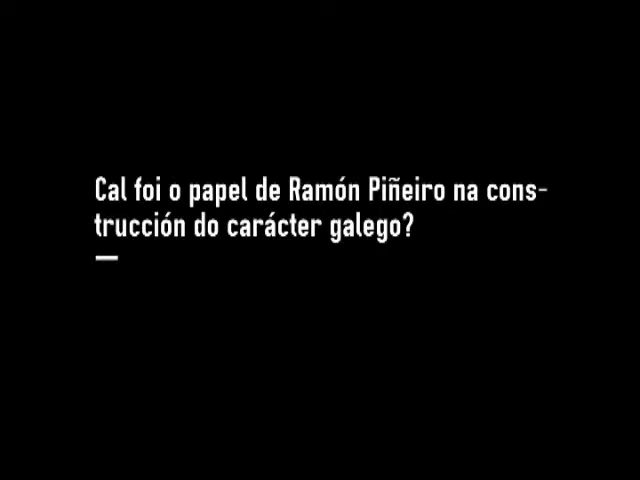 Cal foi o papel de Ramón Piñeiro na cons-
trucción do carácter galego?